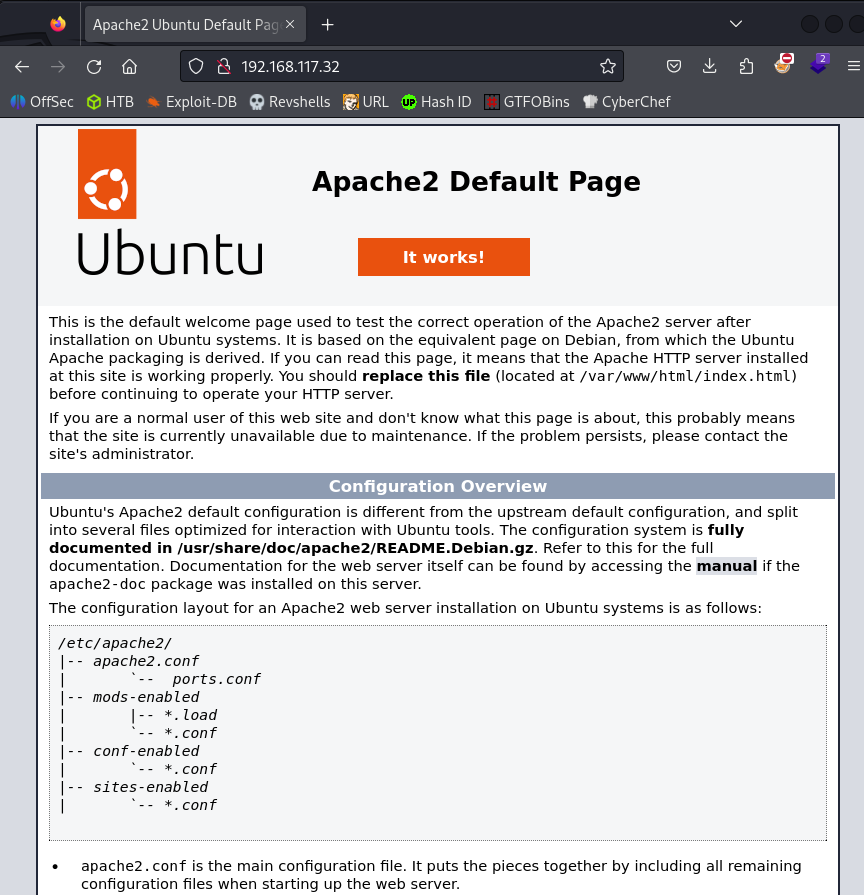 Apache2 Ubuntu Default Pag
192.168.117.32
2
OffSec HTB Exploit-DB Revshells URL Hash ID GTFOBins CyberChef
Ubuntu
Apache2 Default Page
It works!
This is the default welcome page used to test the correct operation of the Apache2 server after
installation on Ubuntu systems. It is based on the equivalent page on Debian, from which the Ubuntu
Apache packaging is derived. If you can read this page, it means that the Apache HTTP server installed
at this site is working properly. You should replace this file (located at /var/www/html/index.html)
before continuing to operate your HTTP server.
If you are a normal user of this web site and don't know what this page is about, this probably means
that the site is currently unavailable due to maintenance. If the problem persists, please contact the
site's administrator.
Configuration Overview
Ubuntu's Apache2 default configuration is different from the upstream default configuration, and split
into several files optimized for interaction with Ubuntu tools. The configuration system is fully
documented in /usr/share/doc/apache2/README.Debian.gz. Refer to this for the full
documentation. Documentation for the web server itself can be found by accessing the manual if the
apache2-doc package was installed on this server.
The configuration layout for an Apache2 web server installation on Ubuntu systems is as follows:
/etc/apache2/
|-- apache2.conf
|       `--  ports.conf
|-- mods-enabled
|       |-- *.load
|       `-- *.conf
|-- conf-enabled
|       `-- *.conf
|-- sites-enabled
|       `-- *.conf
• apache2.conf is the main configuration file. It puts the pieces together by including all remaining
configuration files when starting up the web server.